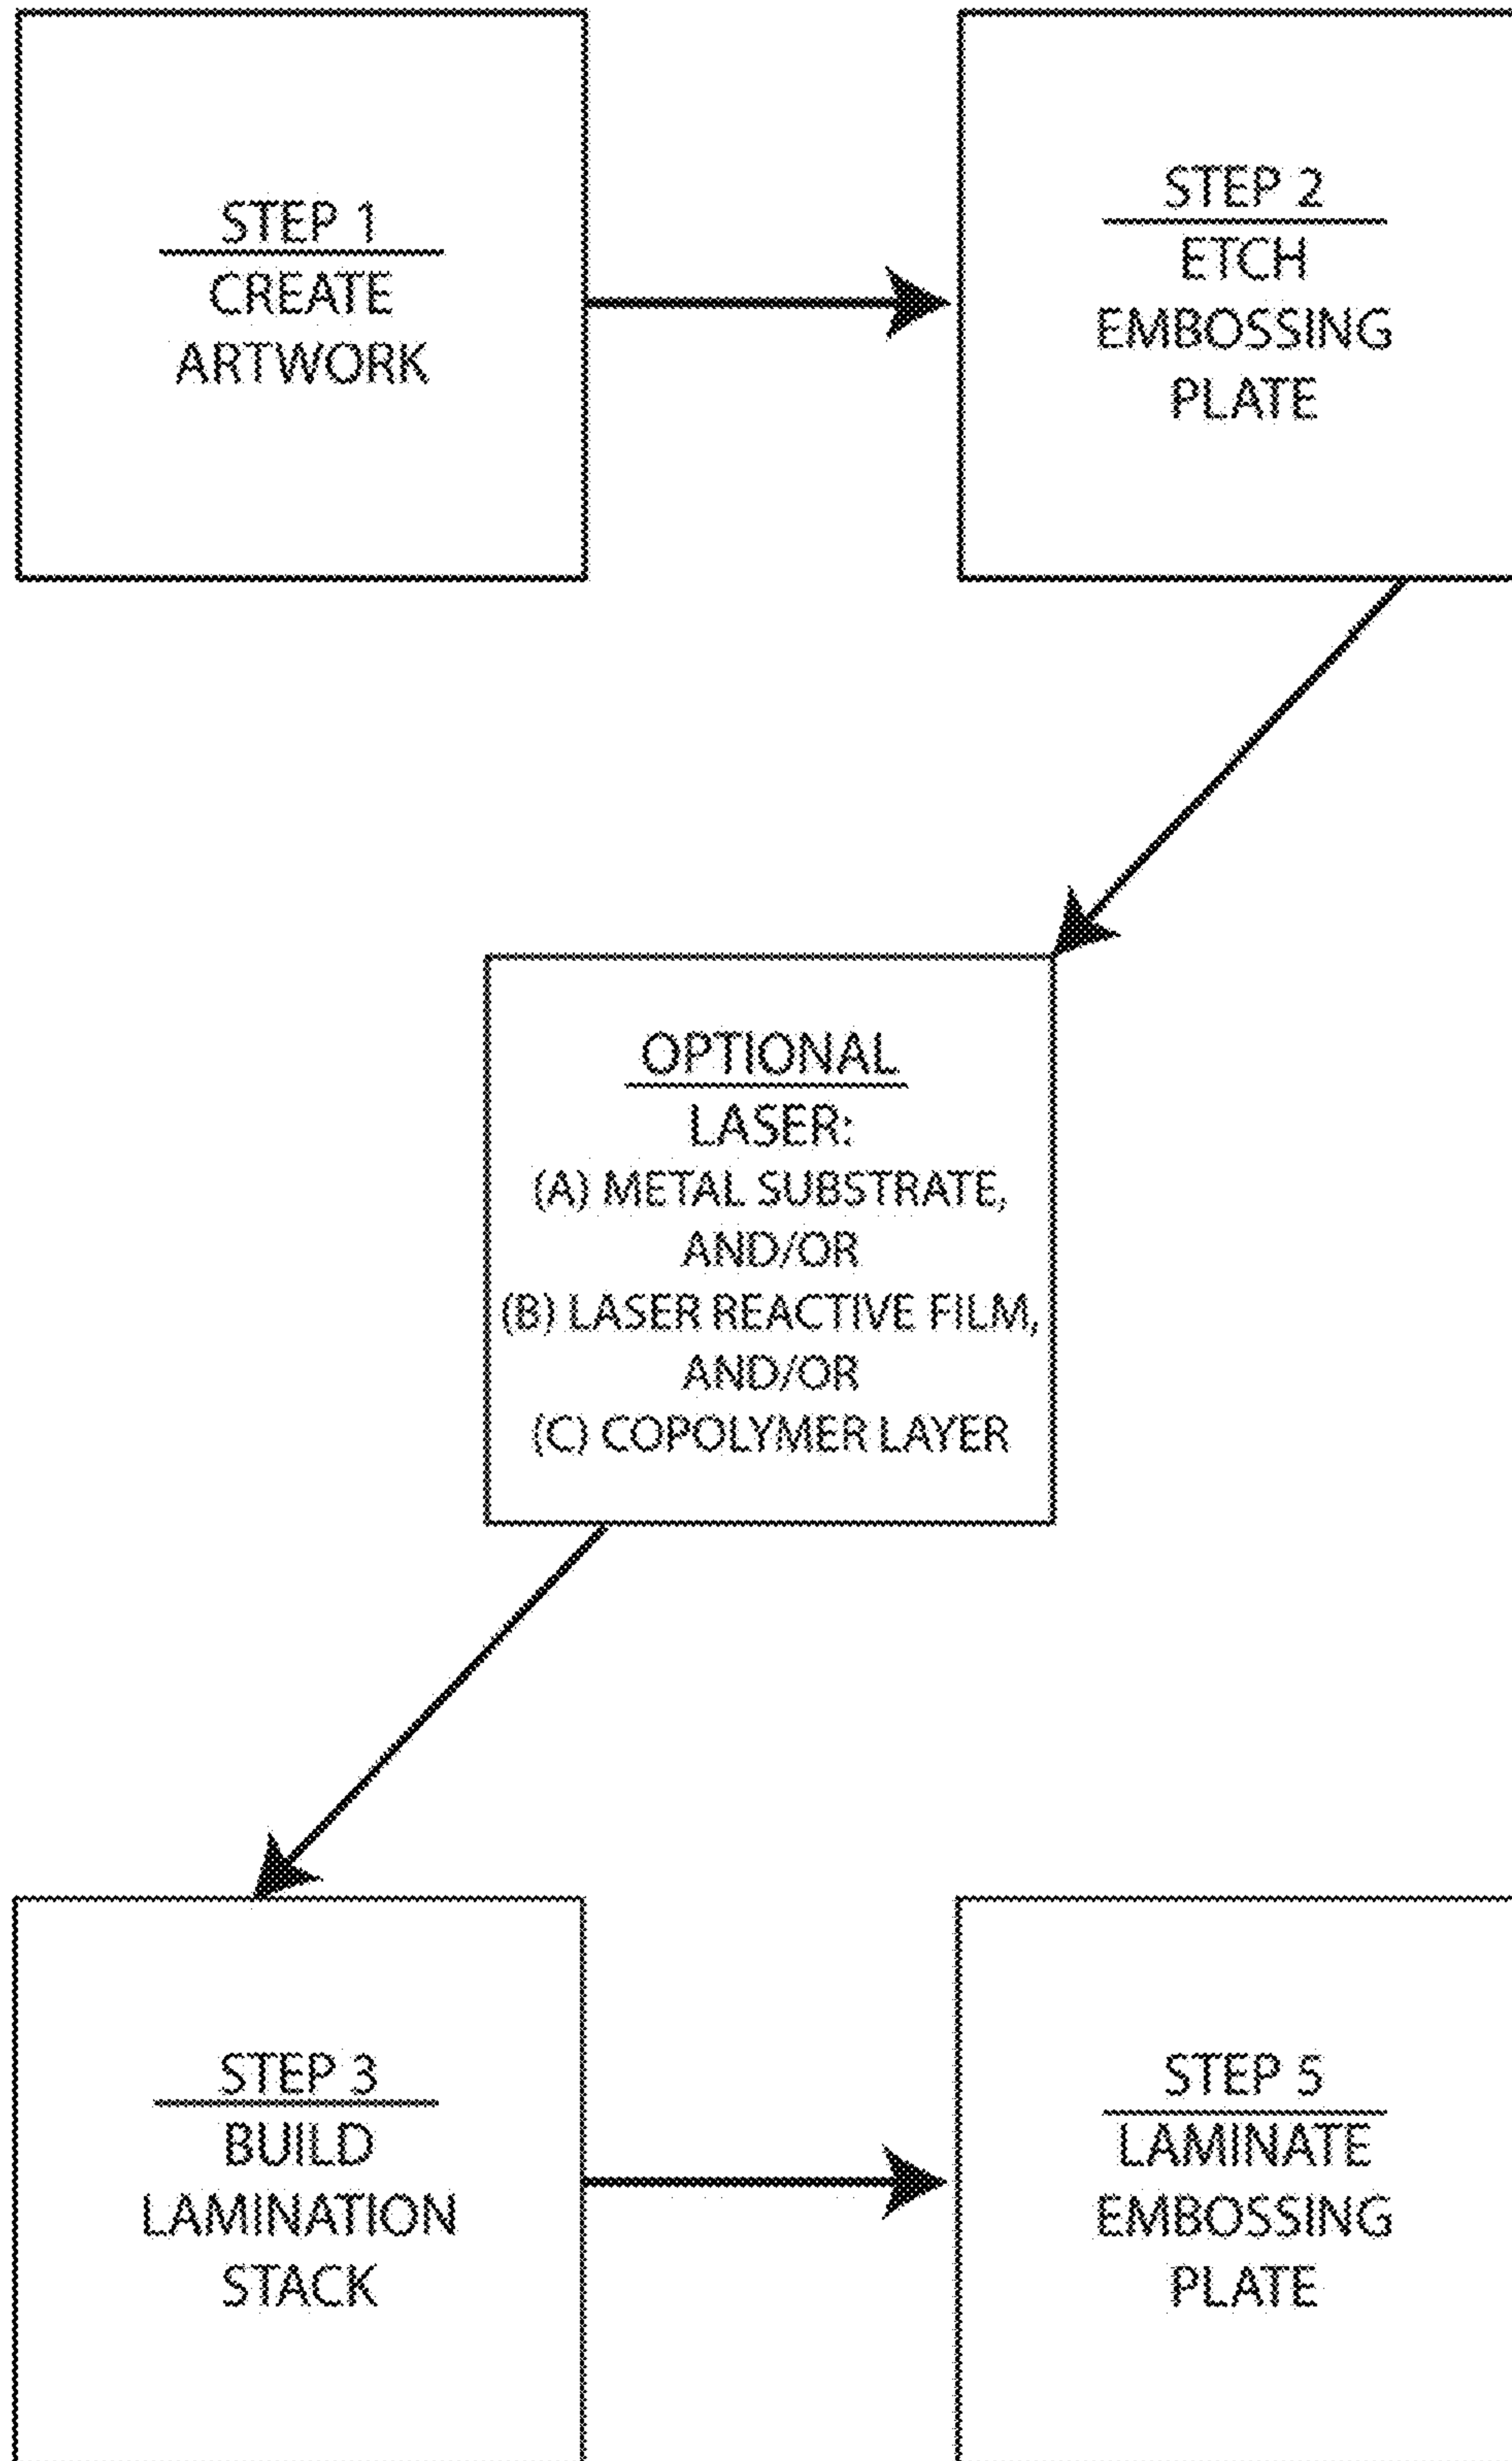 STEP 1
CREATE
ARTWORK
STEP 2
ETCH
EMBOSSING
PLATE
OPTIONAL
LASER:
(A) METAL SUBSTRATE,
AND/OR
(B) LASER REACTIVE FILM,
AND/OR
(C) COPOLYMER LAYER
STEP 3
BUILD
LAMINATION
STACK
STEP 5
LAMINATE
EMBOSSING
PLATE